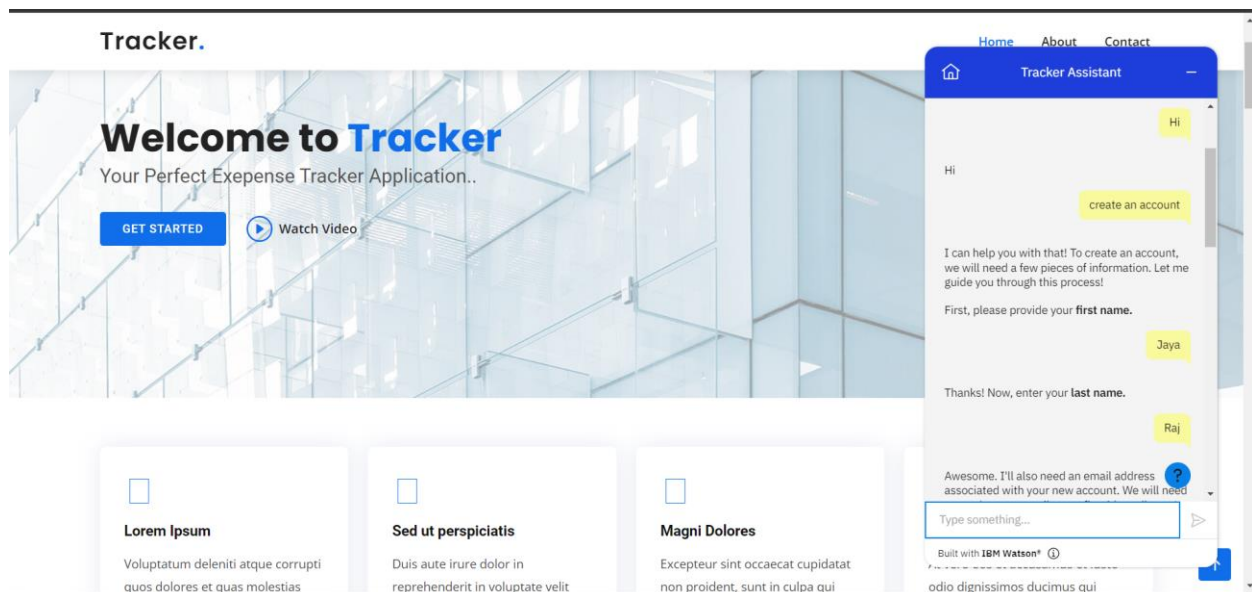 Tracker.
Home About Contact
Welcome to Tracker
Your Perfect Exepense Tracker Application..
GET STARTED
Watch Video
Lorem Ipsum
Voluptatum deleniti atque corrupti
quos dolores et quas molestias
Sed ut perspiciatis
Duis aute irure dolor in
reprehenderit in voluptate velit
Magni Dolores
Excepteur sint occaecat cupidatat
non proident, sunt in culpa qui
odio dignissimos ducimus qui
Tracker Assistant
Hi
Hi
create an account
I can help you with that! To create an account,
we will need a few pieces of information. Let me
guide you through this process!
First, please provide your first name.
Jaya
Thanks! Now, enter your last name.
Raj
Awesome. I'll also need an email address
associated with your new account. We will need
?
Type something...
Built with IBM Watson®